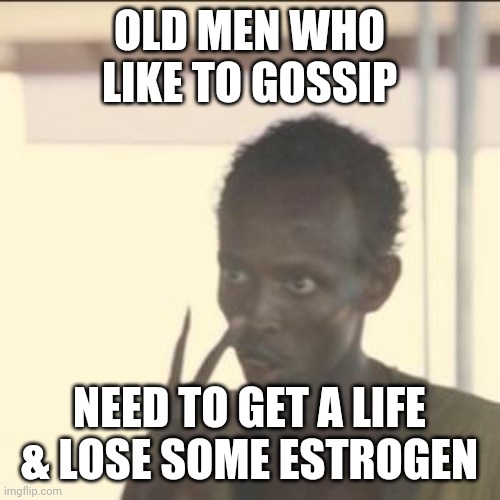 OLD MEN WHO
LIKE TO GOSSIP
NEED TO GET A LIFE
& LOSE SOME ESTROGEN
imgflip.com